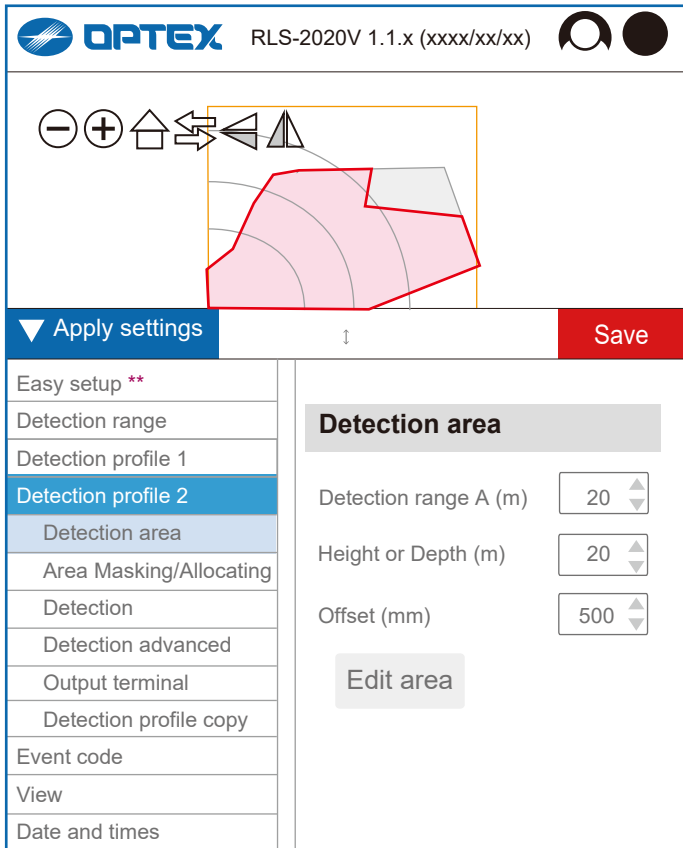 OPTEX RLS-2020V 1.1.x (xxxx/xx/xx)
Apply settings
Save
Easy setup **
Detection range
Detection profile 1
Detection profile 2
Detection area
Area Masking/Allocating
Detection
Detection advanced
Output terminal
Detection profile copy
Event code
View
Date and times
Detection area
Detection range A (m) 20
Height or Depth (m) 20
Offset (mm) 500
Edit area